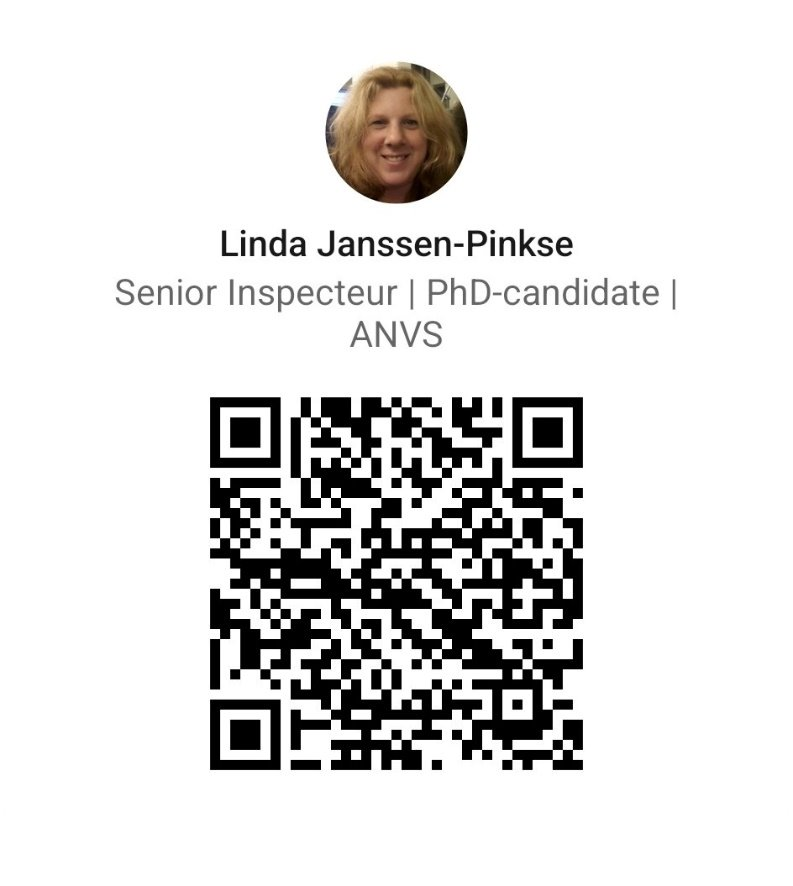 Linda Janssen-Pinkse
Senior Inspecteur | PhD-candidate |
ANVS